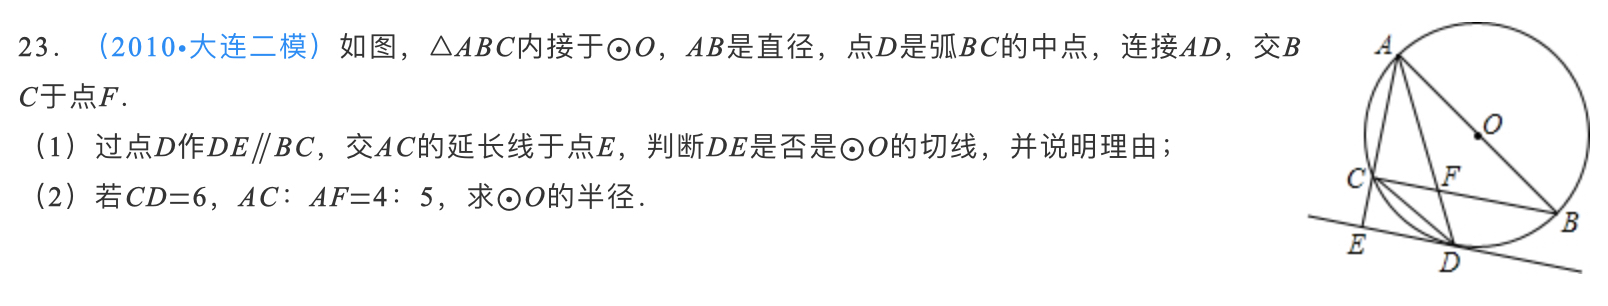 23. （2010•大连二模）如图，△ABC内接于⊙O，AB是直径，点D是弧BC的中点，连接AD，交B
C于点F.
（1）过点D作DE∥BC，交AC的延长线于点E，判断DE是否是⊙O的切线，并说明理由；
（2）若CD=6，AC：AF=4：5，求⊙O的半径.
A
O
C
F
B
E
D